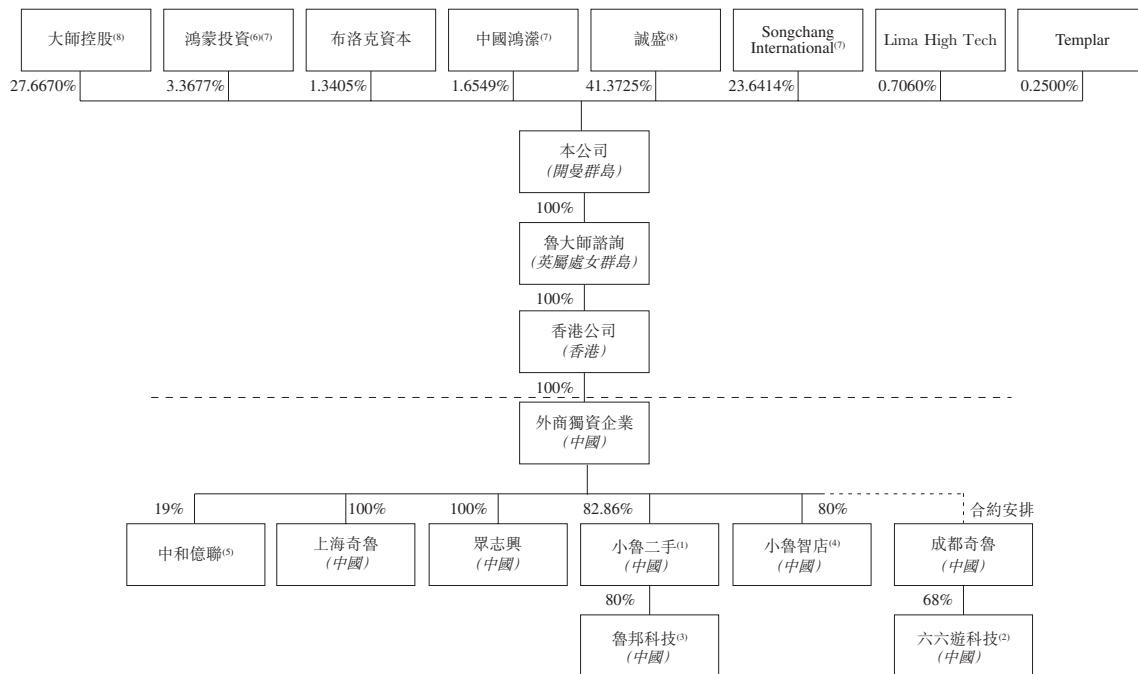 大師控股(8)
鴻蒙投資(6)(7)
布洛克資本
中國鴻濛(7)
誠盛(8)
Songchang
International(7)
Lima High Tech
Templar
27.6670%
3.3677%
1.3405%
1.6549%
41.3725%
23.6414%
0.7060%
0.2500%
本公司
(開曼群島)
100%
魯大師諮詢
(英屬處女群島)
100%
香港公司
(香港)
100%
外商獨資企業
(中國)
19%
100%
100%
82.86%
80%
合約安排
中和億聯(5)
上海奇魯
(中國)
眾志興
(中國)
小魯二手(1)
(中國)
小魯智店(4)
(中國)
成都奇魯
(中國)
80%
68%
魯邦科技(3)
(中國)
六六遊科技(2)
(中國)